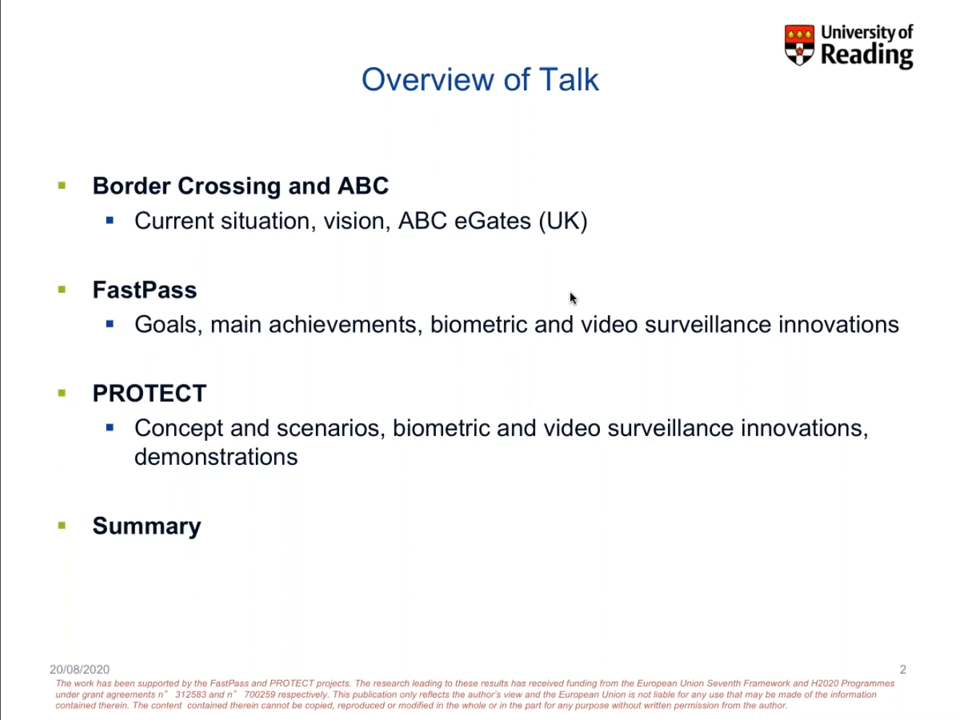 University of
Reading
Overview of Talk
Border Crossing and ABC
Current situation, vision, ABC eGates (UK)
FastPass
Goals, main achievements, biometric and video surveillance innovations
PROTECT
Concept and scenarios, biometric and video surveillance innovations,
demonstrations
Summary
20/08/2020
2
The work has been supported by the FastPass and PROTECT projects. The research leading to these results has received funding from the European Union Seventh Framework and H2020 Programmes
under grant agreements n° 312583 and n° 700259 respectively. This publication only reflects the author's view and the European Union is not liable for any use that may be made of the information
contained therein. The content contained therein cannot be copied, reproduced or modified in the whole or in the part for any purpose without written permission from the author.